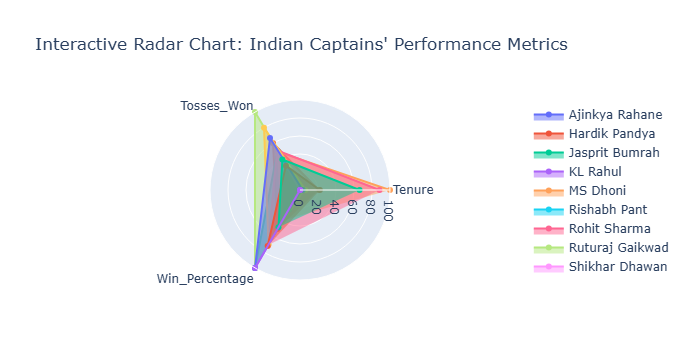 Interactive Radar Chart: Indian Captains' Performance Metrics
Tosses_Won
Tenure
Win_Percentage
0
20
40
60
80
100
Ajinkya Rahane
Hardik Pandya
Jasprit Bumrah
KL Rahul
MS Dhoni
Rishabh Pant
Rohit Sharma
Ruturaj Gaikwad
Shikhar Dhawan